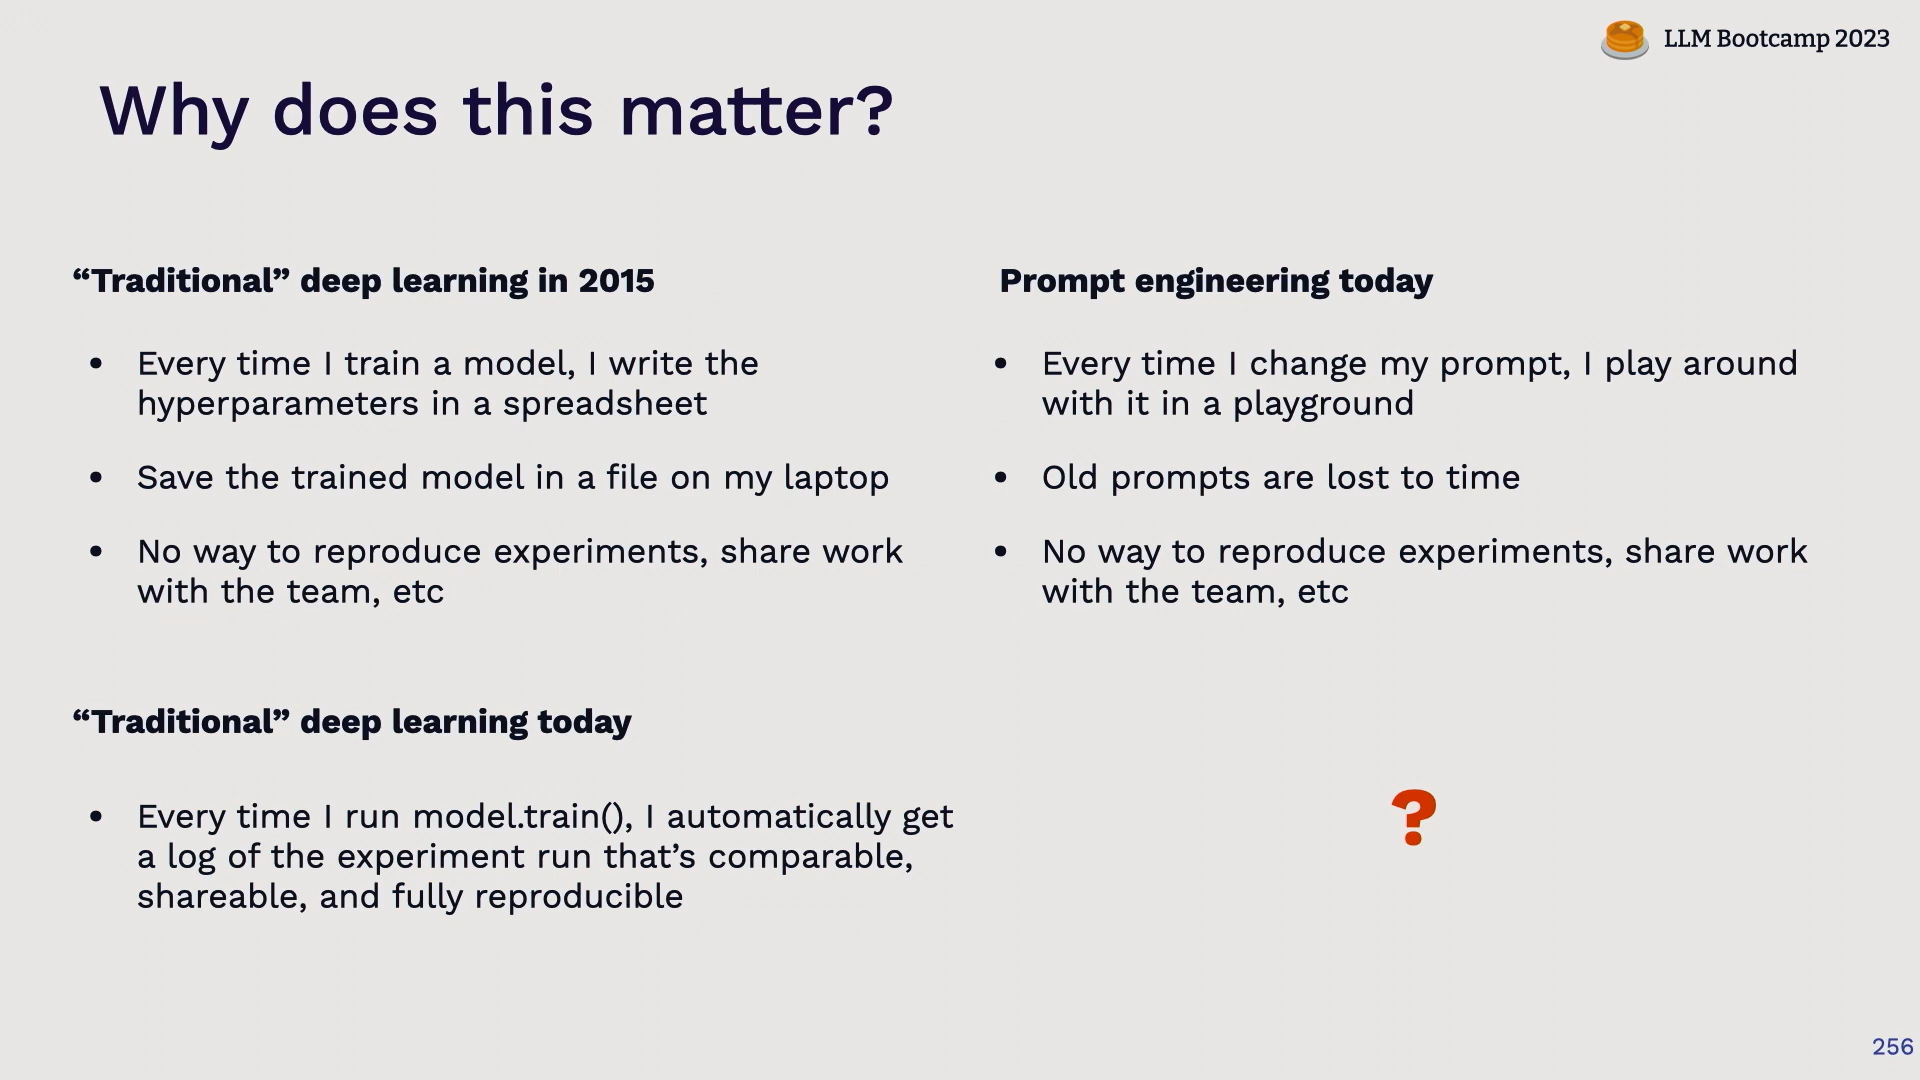 LLM Bootcamp 2023
Why does this matter?
“Traditional” deep learning in 2015
• Every time I train a model, I write the
hyperparameters in a spreadsheet
• Save the trained model in a file on my laptop
• No way to reproduce experiments, share work
with the team, etc
Prompt engineering today
• Every time I change my prompt, I play around
with it in a playground
• Old prompts are lost to time
• No way to reproduce experiments, share work
with the team, etc
“Traditional” deep learning today
• Every time I run model.train(), I automatically get
a log of the experiment run that’s comparable,
shareable, and fully reproducible
?
256